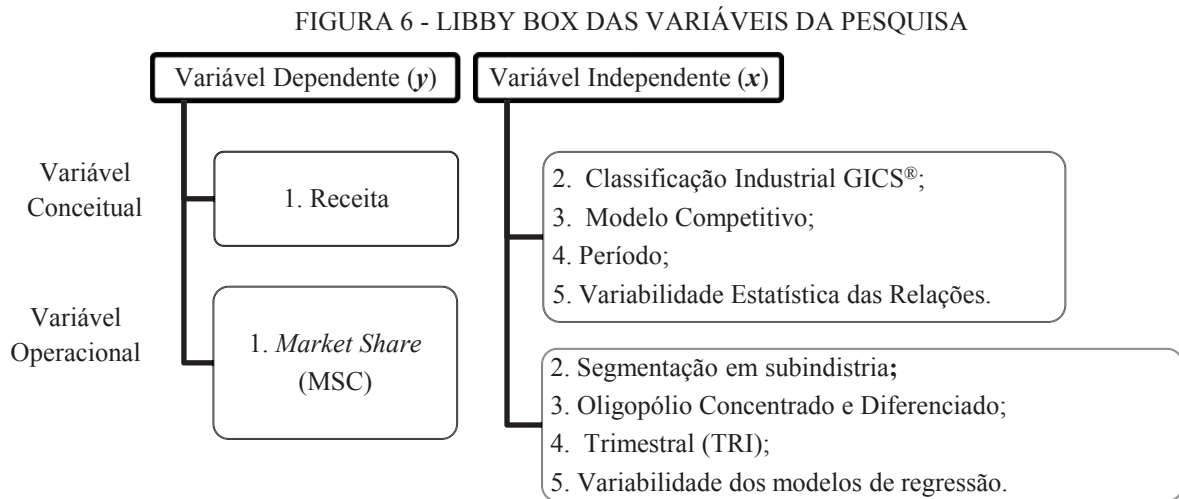 FIGURA 6 - LIBBY BOX DAS VARIÁVEIS DA PESQUISA
Variável Dependente (y)
Variável Independente (x)
Variável
Conceitual
1. Receita
2. Classificação Industrial GICS®;
3. Modelo Competitivo;
4. Período;
5. Variabilidade Estatística das Relações.
Variável
Operacional
1. Market Share
(MSC)
2. Segmentação em subindistria;
3. Oligopólio Concentrado e Diferenciado;
4. Trimestral (TRI);
5. Variabilidade dos modelos de regressão.